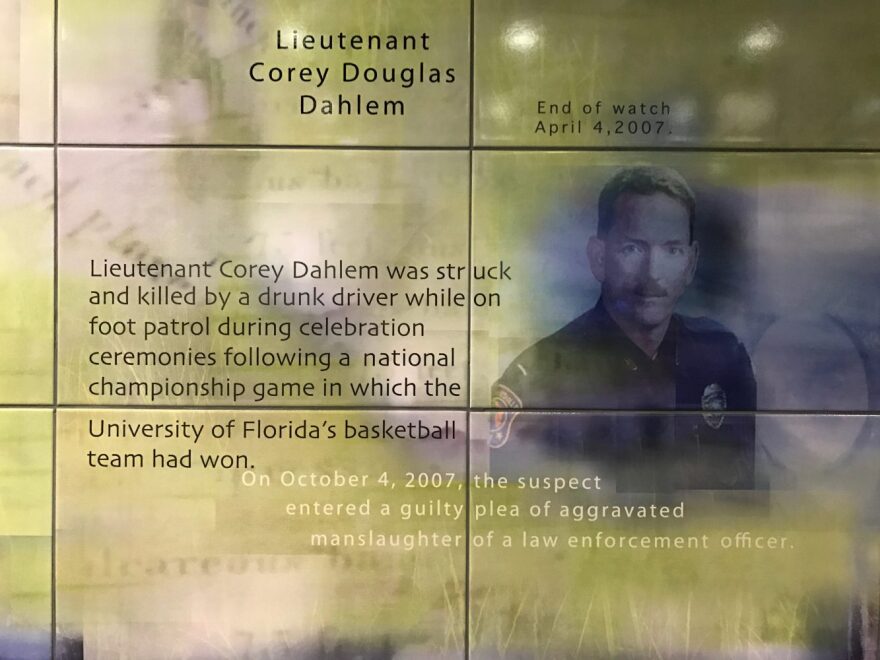 Lieutenant
Corey Douglas
Dahlem
End of watch
April 4,2007.
Lieutenant Corey Dahlem was struck
and killed by a drunk driver while on
foot patrol during celebration
ceremonies following a national
championship game in which the
University of Florida's basketball
team had won.
On October 4, 2007, the suspect
entered a guilty plea of aggravated
manslaughter of a law enforcement officer.